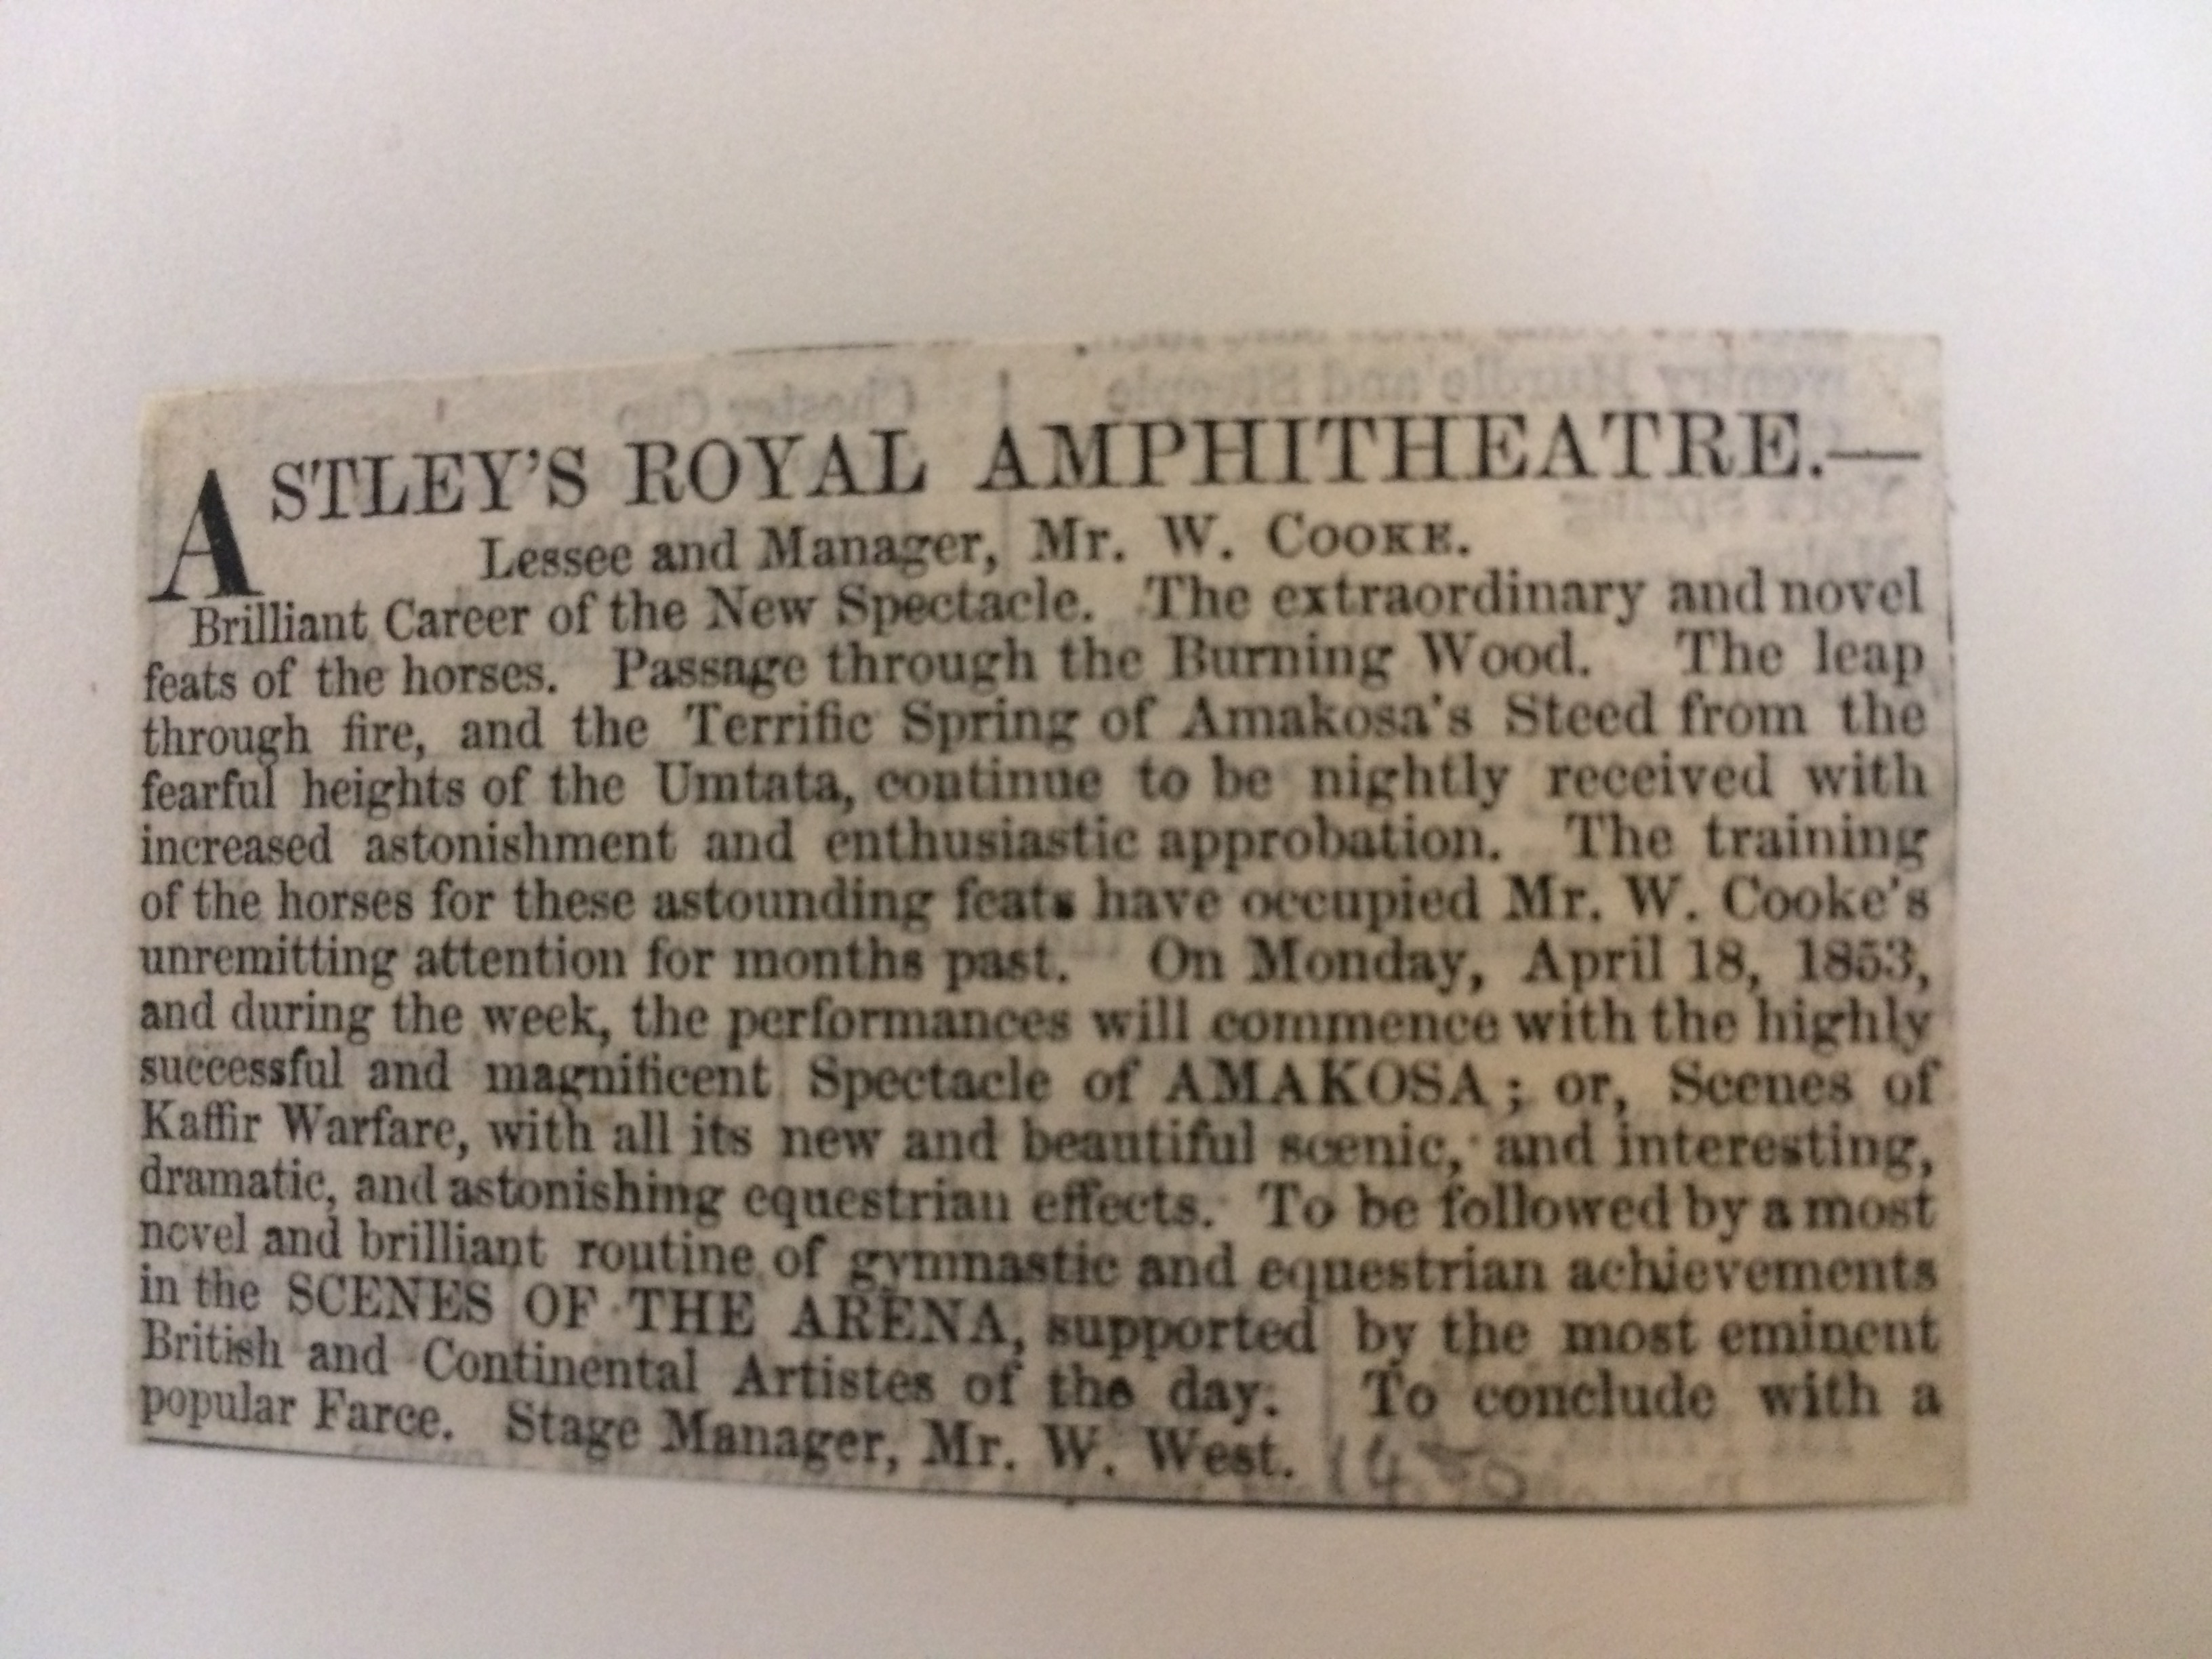 ASTLEY'S ROYAL AMPHITHEATRE.—
Lessee and Manager, Mr. W. COOKE.
Brilliant Career of the New Spectacle. The extraordinary and novel
feats of the horses. Passage through the Burning Wood. The leap
through fire, and the Terrific Spring of Amakosa's Steed from the
fearful heights of the Umtata, continue to be nightly received with
increased astonishment and enthusiastic approbation. The training
of the horses for these astounding feats have occupied Mr. W. Cooke's
unremitting attention for months past. On Monday, April 18, 1853,
and during the week, the performances will commence with the highly
successful and magnificent Spectacle of AMAKOSA; or, Scenes of
Kaffir Warfare, with all its new and beautiful scenic, and interesting,
dramatic, and astonishing equestrian effects. To be followed by a most
novel and brilliant routine of gymnastic and equestrian achievements
in the SCENES OF THE ARENA, supported by the most eminent
British and Continental Artistes of the day. To conclude with a
popular Farce. Stage Manager, Mr. W. West.